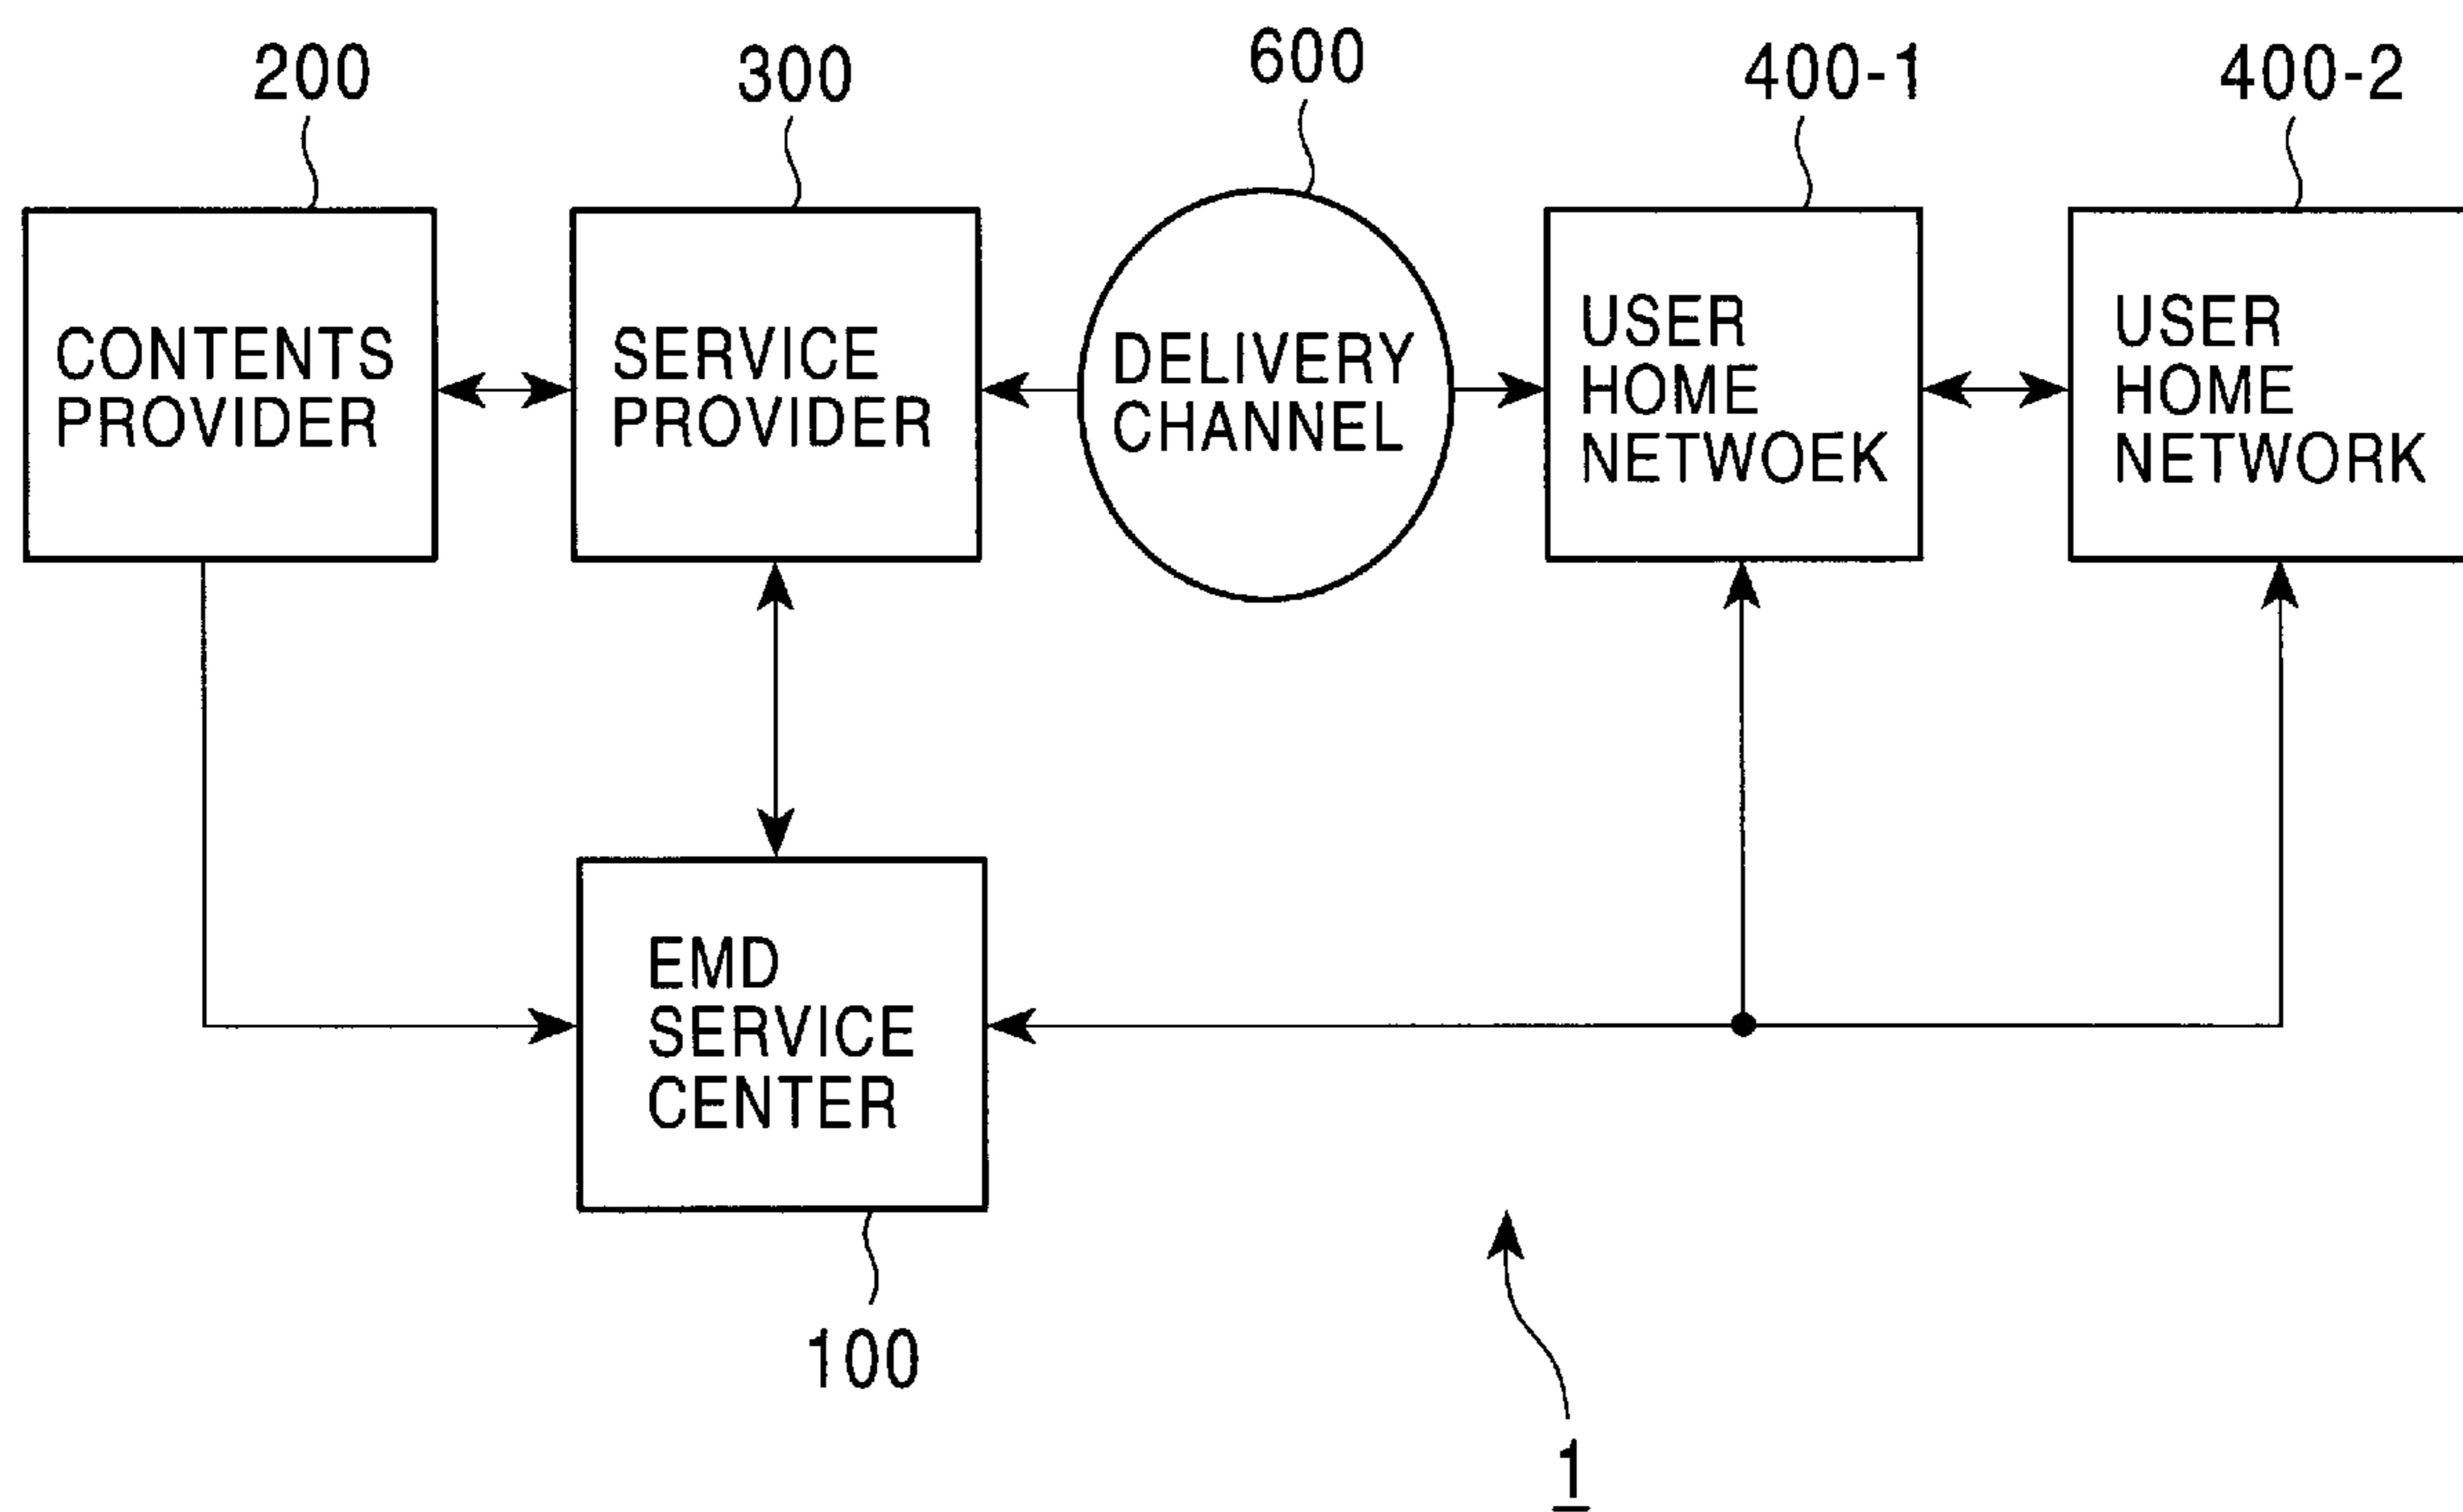 200
300
600
400-1
400-2
CONTENTS
PROVIDER
SERVICE
PROVIDER
DELIVERY
CHANNEL
USER
HOME
NETWOEK
USER
HOME
NETWORK
EMD
SERVICE
CENTER
100
1